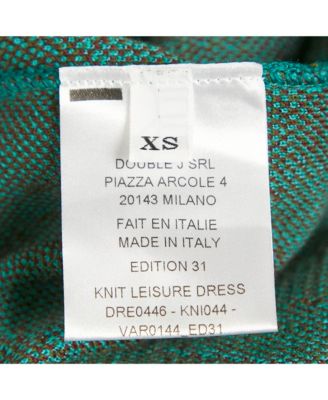 XS
DOUBLE J SRL
PIAZZA ARCOLE 4
20143 MILANO
FAIT EN ITALIE
MADE IN ITALY
EDITION 31
KNIT LEISURE DRESS
DRE0446 - KNI044 -
VAR0144_ED31